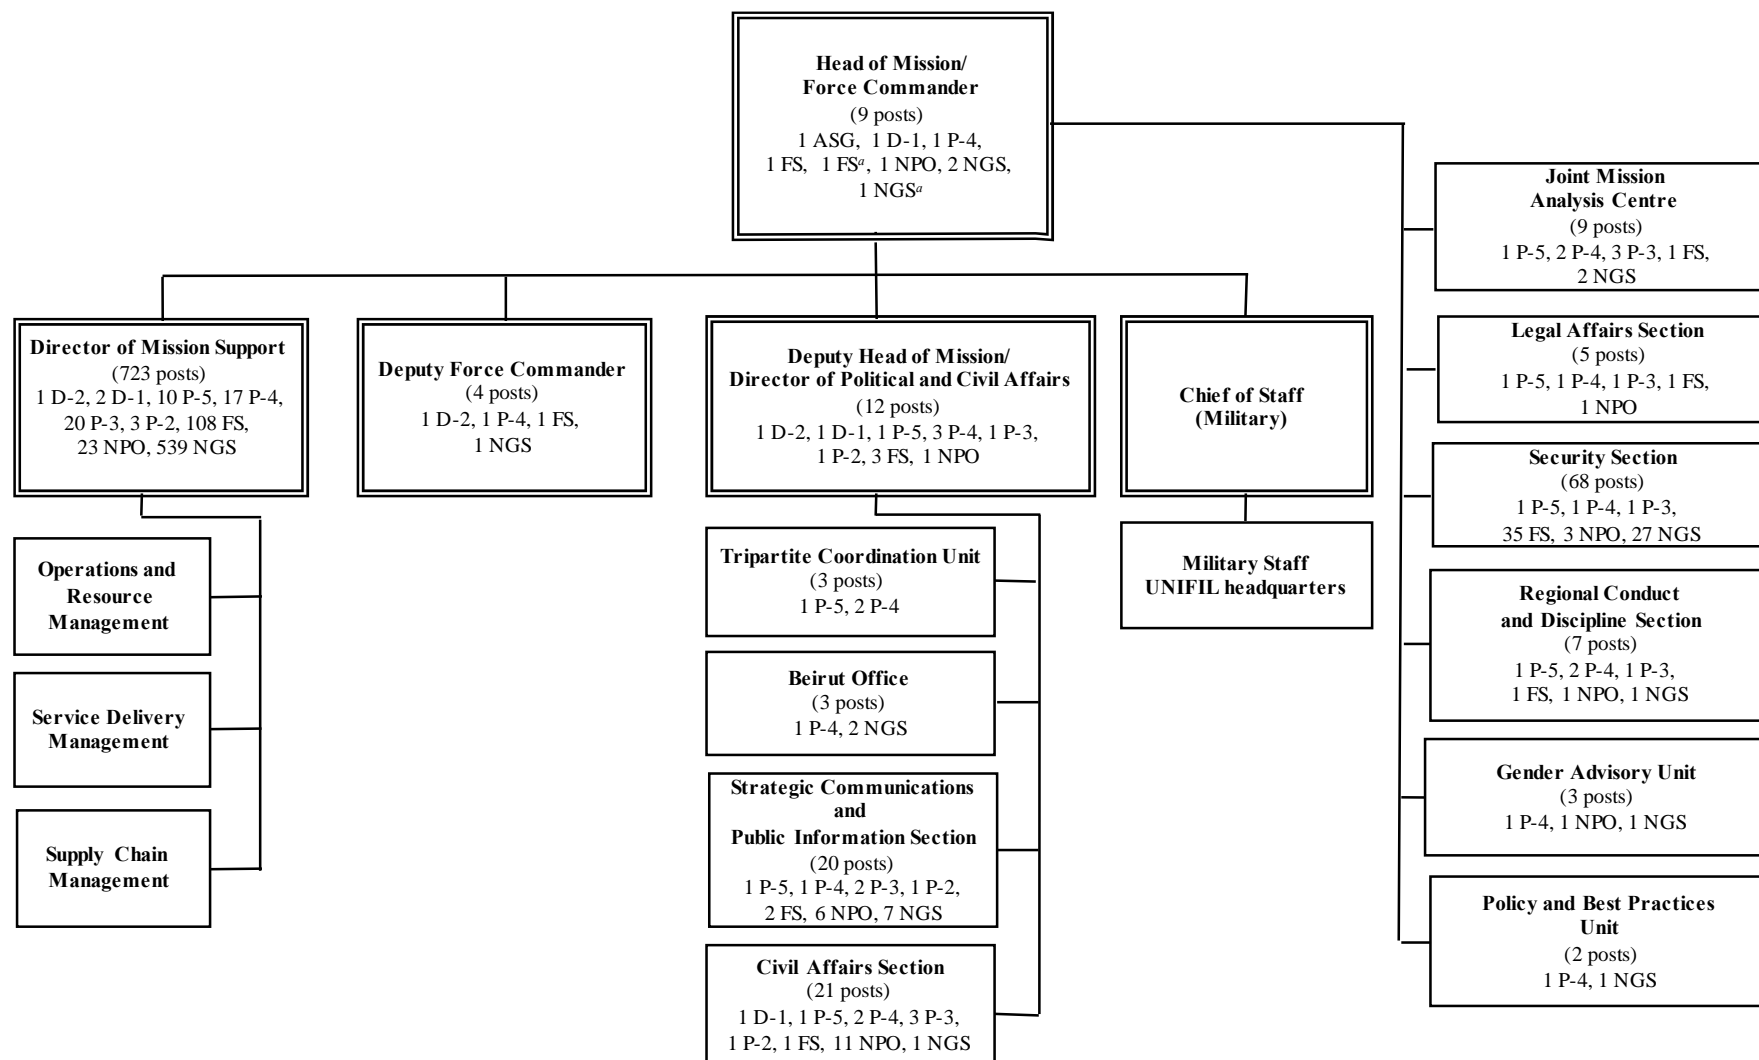 Head of Mission/
Force Commander
(9 posts)
1 ASG, 1 D-1, 1 P-4,
1 FS, 1 FSᵃ, 1 NPO, 2 NGS,
1 NGSᵃ
Director of Mission Support
(723 posts)
1 D-2, 2 D-1, 10 P-5, 17 P-4,
20 P-3, 3 P-2, 108 FS,
23 NPO, 539 NGS
Operations and
Resource
Management
Service Delivery
Management
Supply Chain
Management
Deputy Force Commander
(4 posts)
1 D-2, 1 P-4, 1 FS,
1 NGS
Deputy Head of Mission/
Director of Political and Civil Affairs
(12 posts)
1 D-2, 1 D-1, 1 P-5, 3 P-4, 1 P-3,
1 P-2, 3 FS, 1 NPO
Tripartite Coordination Unit
(3 posts)
1 P-5, 2 P-4
Beirut Office
(3 posts)
1 P-4, 2 NGS
Strategic Communications
and
Public Information Section
(20 posts)
1 P-5, 1 P-4, 2 P-3, 1 P-2,
2 FS, 6 NPO, 7 NGS
Civil Affairs Section
(21 posts)
1 D-1, 1 P-5, 2 P-4, 3 P-3,
1 P-2, 1 FS, 11 NPO, 1 NGS
Chief of Staff
(Military)
Military Staff
UNIFIL headquarters
Joint Mission
Analysis Centre
(9 posts)
1 P-5, 2 P-4, 3 P-3, 1 FS,
2 NGS
Legal Affairs Section
(5 posts)
1 P-5, 1 P-4, 1 P-3, 1 FS,
1 NPO
Security Section
(68 posts)
1 P-5, 1 P-4, 1 P-3,
35 FS, 3 NPO, 27 NGS
Regional Conduct
and Discipline Section
(7 posts)
1 P-5, 2 P-4, 1 P-3,
1 FS, 1 NPO, 1 NGS
Gender Advisory Unit
(3 posts)
1 P-4, 1 NPO, 1 NGS
Policy and Best Practices
Unit
(2 posts)
1 P-4, 1 NGS